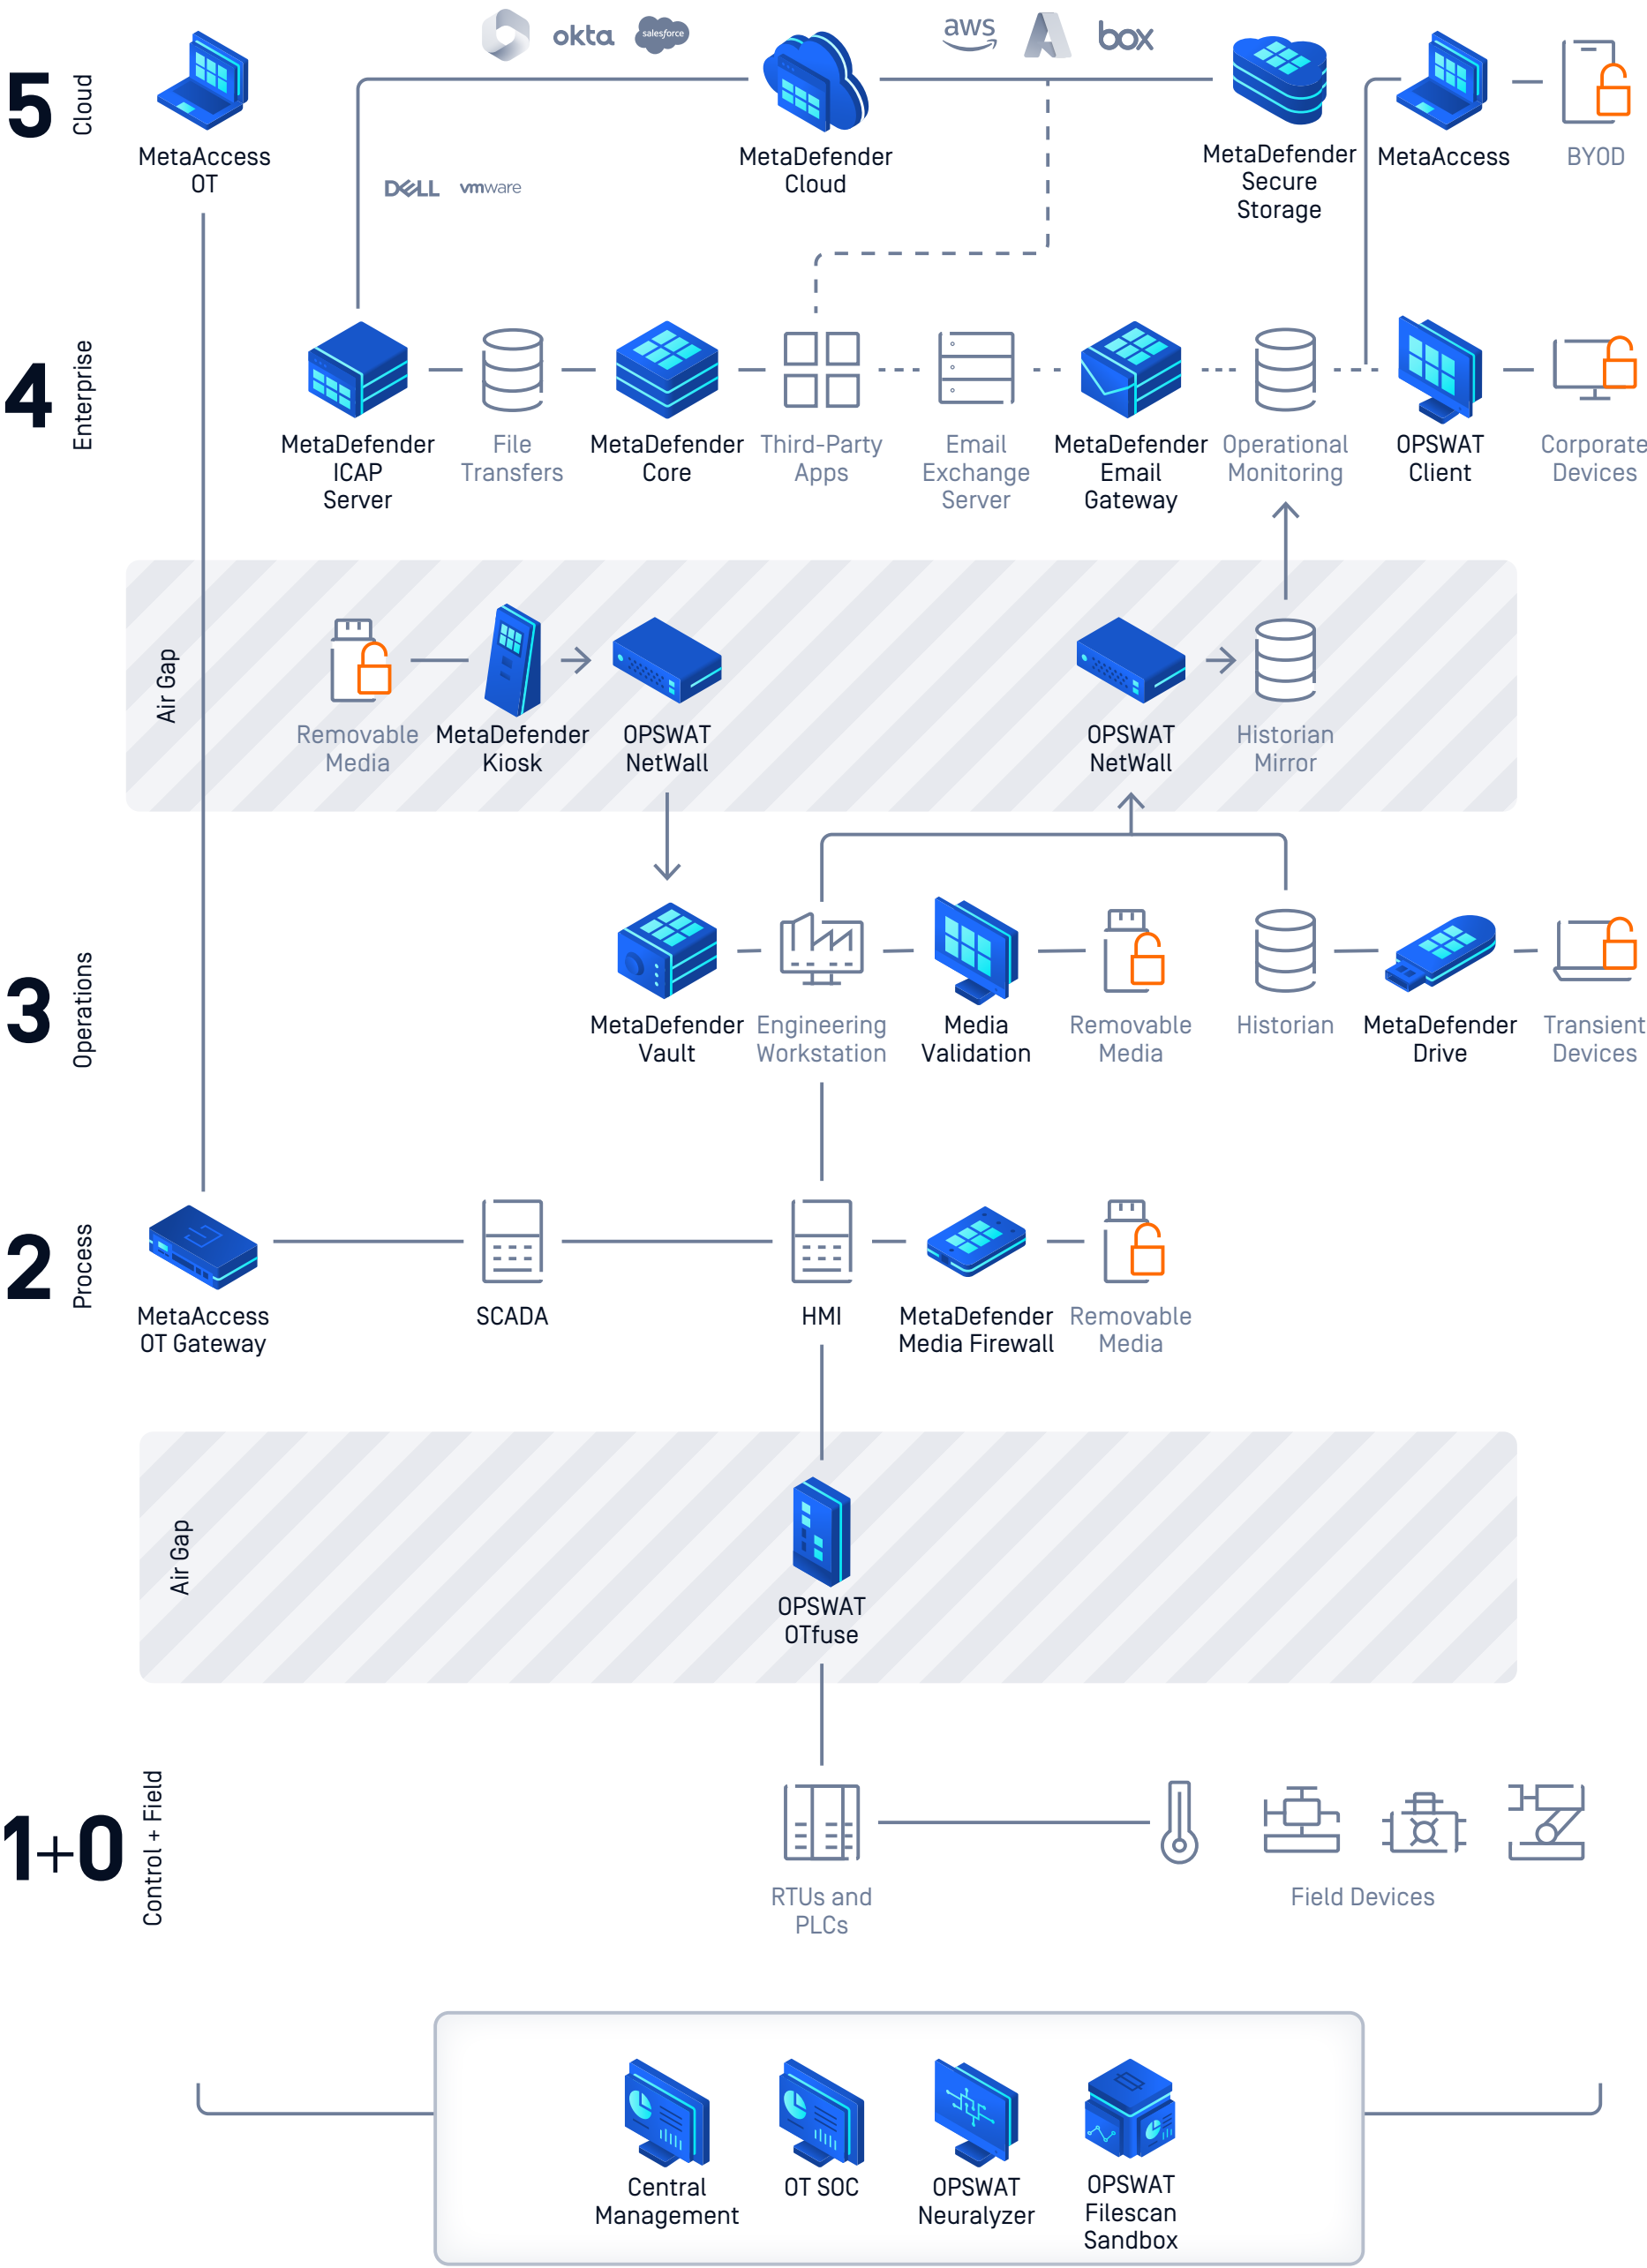 okta
salesforce
aws
box
5
Cloud
MetaAccess
OT
MetaDefender
Cloud
MetaDefender
Secure
Storage
MetaAccess
BYOD
DELL
vmware
4
Enterprise
MetaDefender
ICAP
Server
File
Transfers
MetaDefender
Core
Third-Party
Apps
Email
Exchange
Server
MetaDefender
Email
Gateway
Operational
Monitoring
OPSWAT
Client
Corporate
Devices
Air Gap
Removable
Media
MetaDefender
Kiosk
OPSWAT
NetWall
OPSWAT
NetWall
Historian
Mirror
3
Operations
MetaDefender
Vault
Engineering
Workstation
Media
Validation
Removable
Media
Historian
MetaDefender
Drive
Transient
Devices
2
Process
MetaAccess
OT Gateway
SCADA
HMI
MetaDefender
Media Firewall
Removable
Media
Air Gap
OPSWAT
OTfuse
1+0
Control + Field
RTUs and
PLCs
Field Devices
Central
Management
OT SOC
OPSWAT
Neuralyzer
OPSWAT
Filescan
Sandbox